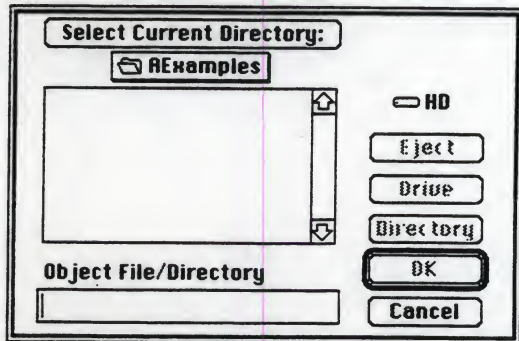 Select Current Directory:
AExamples
HD
Eject
Drive
Directory
OK
Object File/Directory
Cancel